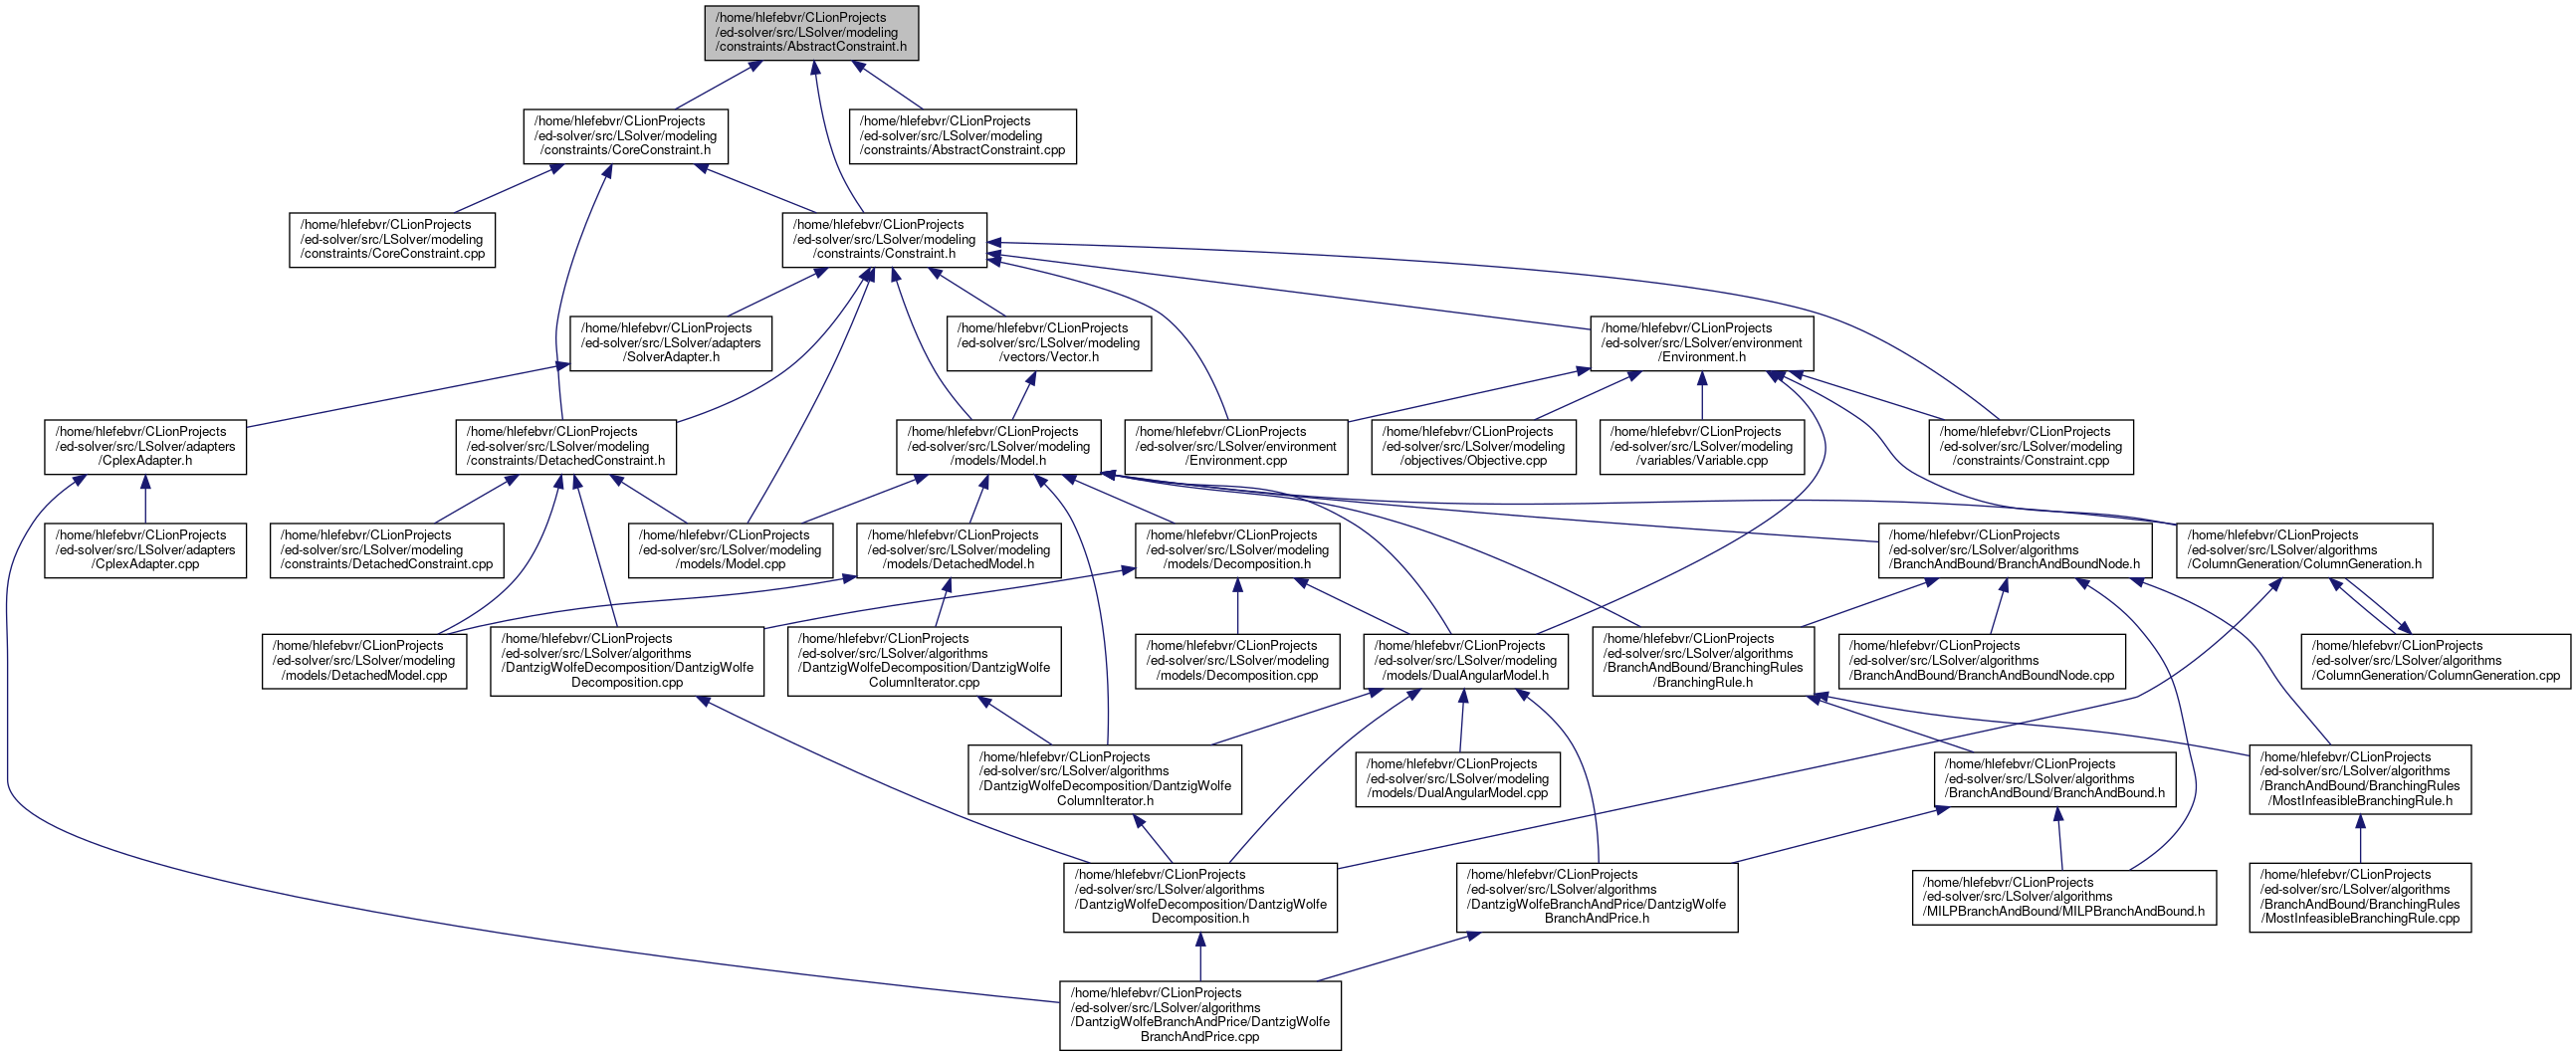 /home/hlefebvr/CLionProjects
/ed-solver/src/LSolver/modeling
/constraints/AbstractConstraint.h
/home/hlefebvr/CLionProjects
/ed-solver/src/LSolver/modeling
/constraints/CoreConstraint.h
/home/hlefebvr/CLionProjects
/ed-solver/src/LSolver/modeling
/constraints/AbstractConstraint.cpp
/home/hlefebvr/CLionProjects
/ed-solver/src/LSolver/modeling
/constraints/CoreConstraint.cpp
/home/hlefebvr/CLionProjects
/ed-solver/src/LSolver/modeling
/constraints/Constraint.h
/home/hlefebvr/CLionProjects
/ed-solver/src/LSolver/adapters
/SolverAdapter.h
/home/hlefebvr/CLionProjects
/ed-solver/src/LSolver/modeling
/vectors/Vector.h
/home/hlefebvr/CLionProjects
/ed-solver/src/LSolver/environment
/Environment.h
/home/hlefebvr/CLionProjects
/ed-solver/src/LSolver/adapters
/CplexAdapter.h
/home/hlefebvr/CLionProjects
/ed-solver/src/LSolver/modeling
/constraints/DetachedConstraint.h
/home/hlefebvr/CLionProjects
/ed-solver/src/LSolver/modeling
/models/Model.h
/home/hlefebvr/CLionProjects
/ed-solver/src/LSolver/environment
/Environment.cpp
/home/hlefebvr/CLionProjects
/ed-solver/src/LSolver/modeling
/objectives/Objective.cpp
/home/hlefebvr/CLionProjects
/ed-solver/src/LSolver/modeling
/variables/Variable.cpp
/home/hlefebvr/CLionProjects
/ed-solver/src/LSolver/modeling
/constraints/Constraint.cpp
/home/hlefebvr/CLionProjects
/ed-solver/src/LSolver/adapters
/CplexAdapter.cpp
/home/hlefebvr/CLionProjects
/ed-solver/src/LSolver/modeling
/constraints/DetachedConstraint.cpp
/home/hlefebvr/CLionProjects
/ed-solver/src/LSolver/modeling
/models/Model.cpp
/home/hlefebvr/CLionProjects
/ed-solver/src/LSolver/modeling
/models/DetachedModel.h
/home/hlefebvr/CLionProjects
/ed-solver/src/LSolver/modeling
/models/Decomposition.h
/home/hlefebvr/CLionProjects
/ed-solver/src/LSolver/algorithms
/BranchAndBound/BranchAndBoundNode.h
/home/hlefebvr/CLionProjects
/ed-solver/src/LSolver/algorithms
/ColumnGeneration/ColumnGeneration.h
/home/hlefebvr/CLionProjects
/ed-solver/src/LSolver/modeling
/models/DetachedModel.cpp
/home/hlefebvr/CLionProjects
/ed-solver/src/LSolver/algorithms
/DantzigWolfeDecomposition/DantzigWolfe
Decomposition.cpp
/home/hlefebvr/CLionProjects
/ed-solver/src/LSolver/algorithms
/DantzigWolfeDecomposition/DantzigWolfe
ColumnIterator.cpp
/home/hlefebvr/CLionProjects
/ed-solver/src/LSolver/modeling
/models/Decomposition.cpp
/home/hlefebvr/CLionProjects
/ed-solver/src/LSolver/modeling
/models/DualAngularModel.h
/home/hlefebvr/CLionProjects
/ed-solver/src/LSolver/algorithms
/BranchAndBound/BranchingRules
/BranchingRule.h
/home/hlefebvr/CLionProjects
/ed-solver/src/LSolver/algorithms
/BranchAndBound/BranchAndBoundNode.cpp
/home/hlefebvr/CLionProjects
/ed-solver/src/LSolver/algorithms
/ColumnGeneration/ColumnGeneration.cpp
/home/hlefebvr/CLionProjects
/ed-solver/src/LSolver/algorithms
/DantzigWolfeDecomposition/DantzigWolfe
ColumnIterator.h
/home/hlefebvr/CLionProjects
/ed-solver/src/LSolver/modeling
/models/DualAngularModel.cpp
/home/hlefebvr/CLionProjects
/ed-solver/src/LSolver/algorithms
/BranchAndBound/BranchAndBound.h
/home/hlefebvr/CLionProjects
/ed-solver/src/LSolver/algorithms
/BranchAndBound/BranchingRules
/MostInfeasibleBranchingRule.h
/home/hlefebvr/CLionProjects
/ed-solver/src/LSolver/algorithms
/DantzigWolfeDecomposition/DantzigWolfe
Decomposition.h
/home/hlefebvr/CLionProjects
/ed-solver/src/LSolver/algorithms
/DantzigWolfeBranchAndPrice/DantzigWolfe
BranchAndPrice.h
/home/hlefebvr/CLionProjects
/ed-solver/src/LSolver/algorithms
/MILPBranchAndBound/MILPBranchAndBound.h
/home/hlefebvr/CLionProjects
/ed-solver/src/LSolver/algorithms
/BranchAndBound/BranchingRules
/MostInfeasibleBranchingRule.cpp
/home/hlefebvr/CLionProjects
/ed-solver/src/LSolver/algorithms
/DantzigWolfeBranchAndPrice/DantzigWolfe
BranchAndPrice.cpp